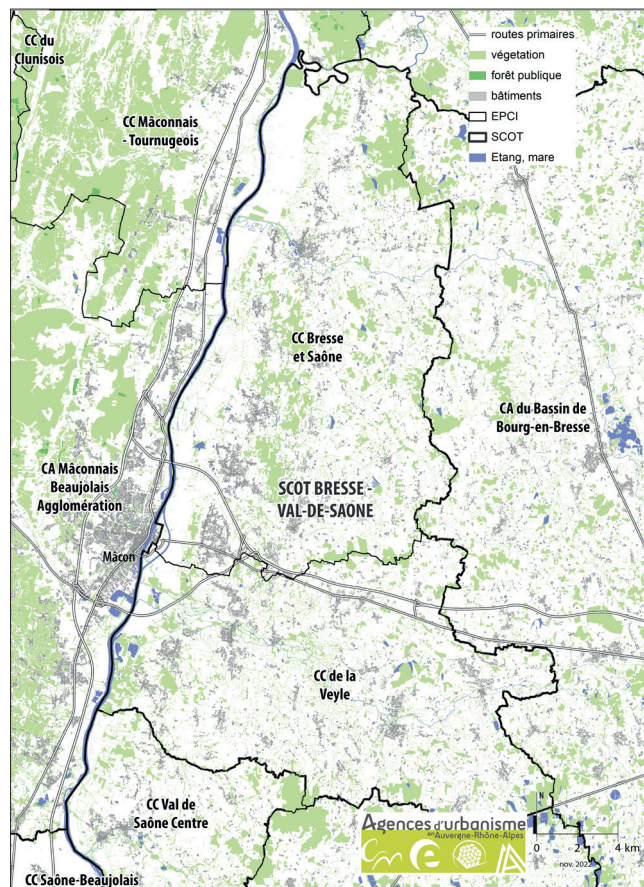 CC du
Clunisois
CC Mâconnais
- Tournugeois
routes primaires
végetation
forêt publique
bâtiments
EPCI
SCOT
Etang, mare
CC Bresse
et Saône
CA du Bassin de
Bourg-en-Bresse
CA Mâconnais
Beaujolais
Agglomération
SCOT BRESSE -
VAL-DE-SAONE
Mâcon
CC de la
Veyle
CC Val de
Saône Centre
CC Saône-Beaujolais
Agences d'urbanisme
en Auvergne-Rhône-Alpes
N
0 2 4 km
nov. 2022